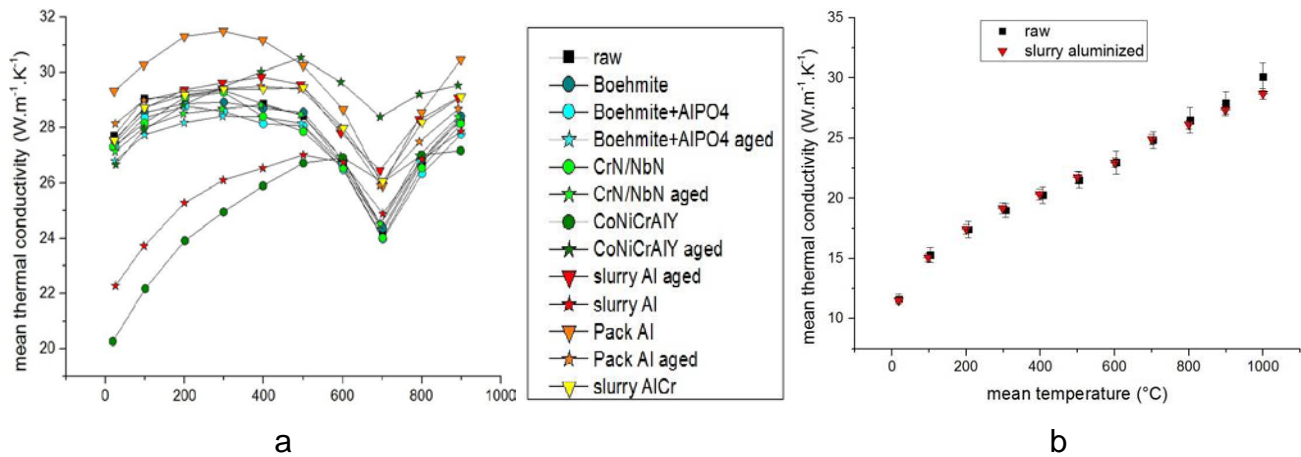 mean thermal conductivity (W.m⁻¹.K⁻¹)
32
30
28
26
24
22
20
0
200
400
600
800
1000
raw
Boehmite
Boehmite+AlPO4
Boehmite+AlPO4 aged
CrN/NbN
CrN/NbN aged
CoNiCrAlY
CoNiCrAlY aged
slurry Al aged
slurry Al
Pack Al
Pack Al aged
slurry AlCr
a
mean thermal conductivity (W.m⁻¹.K⁻¹)
35
30
25
20
15
10
raw
slurry aluminized
0
200
400
600
800
1000
mean temperature (°C)
b